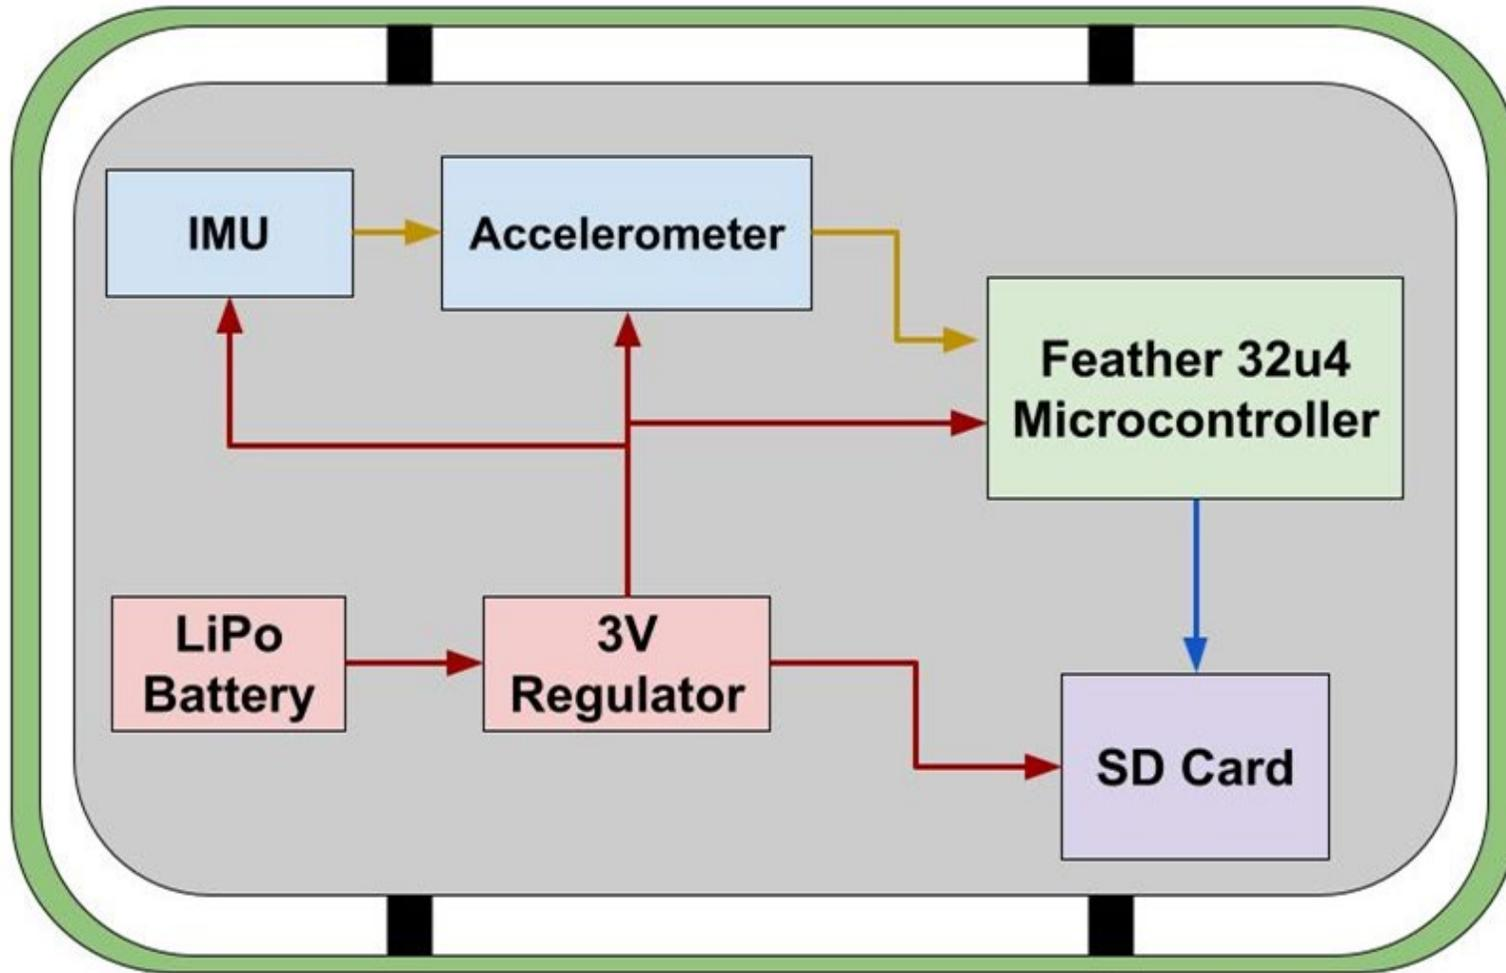 IMU
Accelerometer
Feather 32u4
Microcontroller
LiPo
Battery
3V
Regulator
SD Card